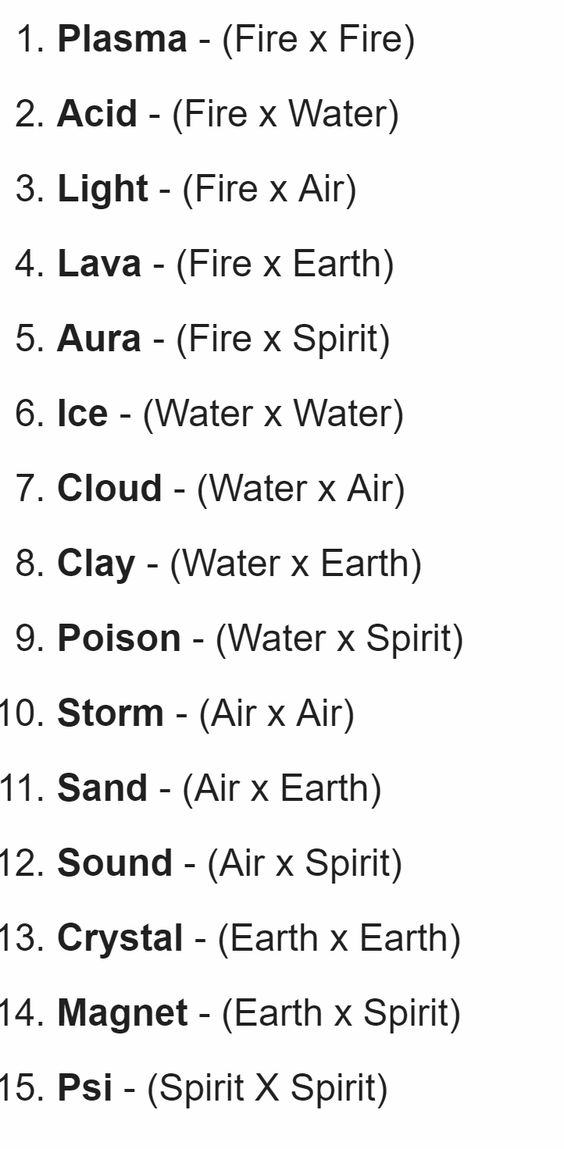 1. Plasma - (Fire x Fire)
2. Acid - (Fire x Water)
3. Light - (Fire x Air)
4. Lava - (Fire x Earth)
5. Aura - (Fire x Spirit)
6. Ice - (Water x Water)
7. Cloud - (Water x Air)
8. Clay - (Water x Earth)
9. Poison - (Water x Spirit)
10. Storm - (Air x Air)
11. Sand - (Air x Earth)
12. Sound - (Air x Spirit)
13. Crystal - (Earth x Earth)
14. Magnet - (Earth x Spirit)
15. Psi - (Spirit X Spirit)